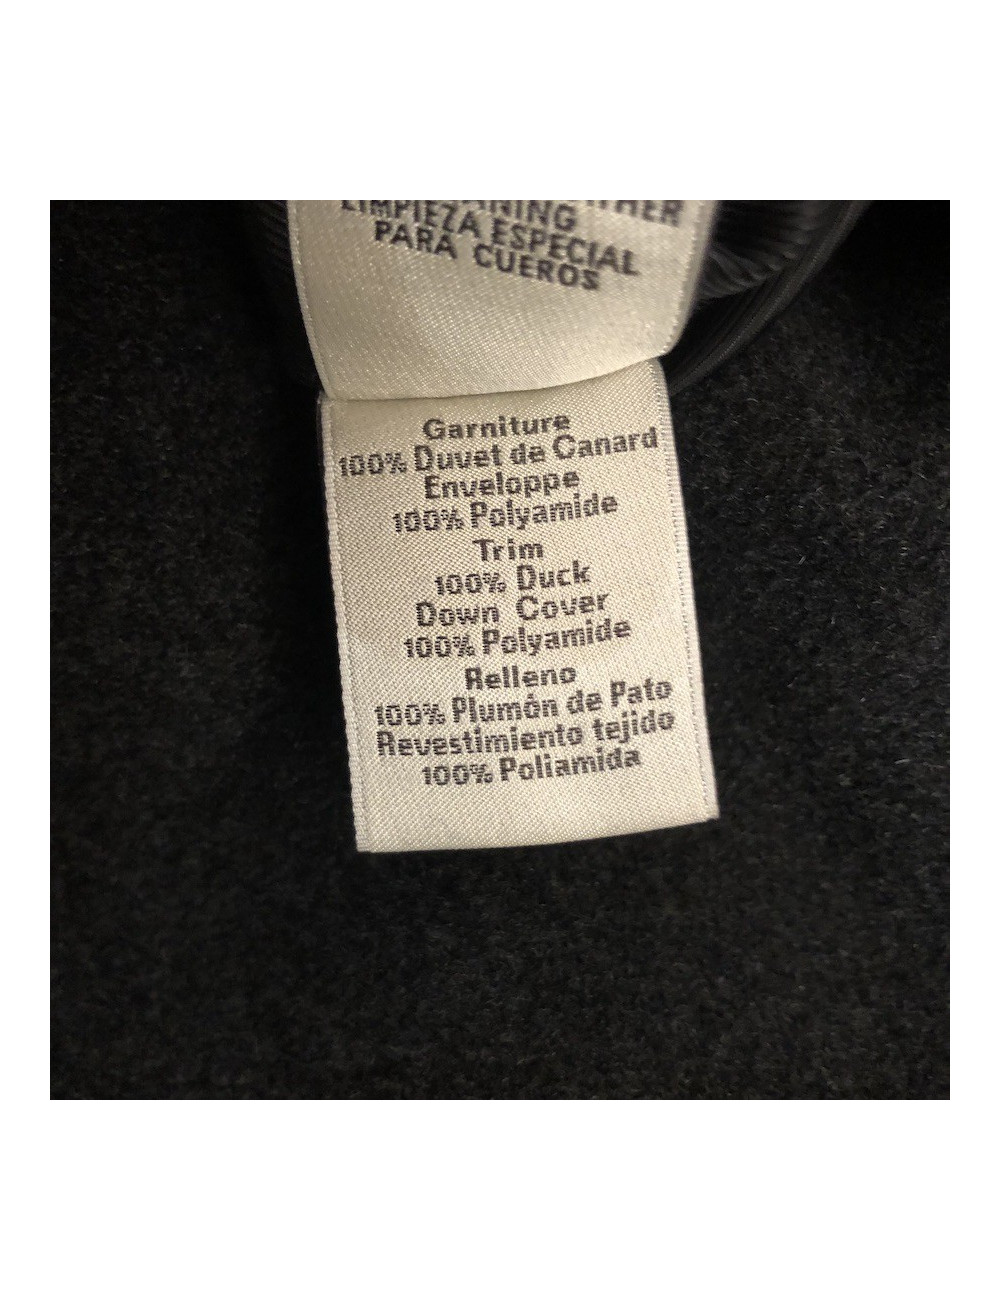 LIMPIEZA ESPECIAL
PARA CUEROS
Garniture
100% Duvet de Canard
Enveloppe
100% Polyamide
Trim
100% Duck
Down Cover
100% Polyamide
Relleno
100% Plumón de Pato
Revestimiento tejido
100% Poliamida